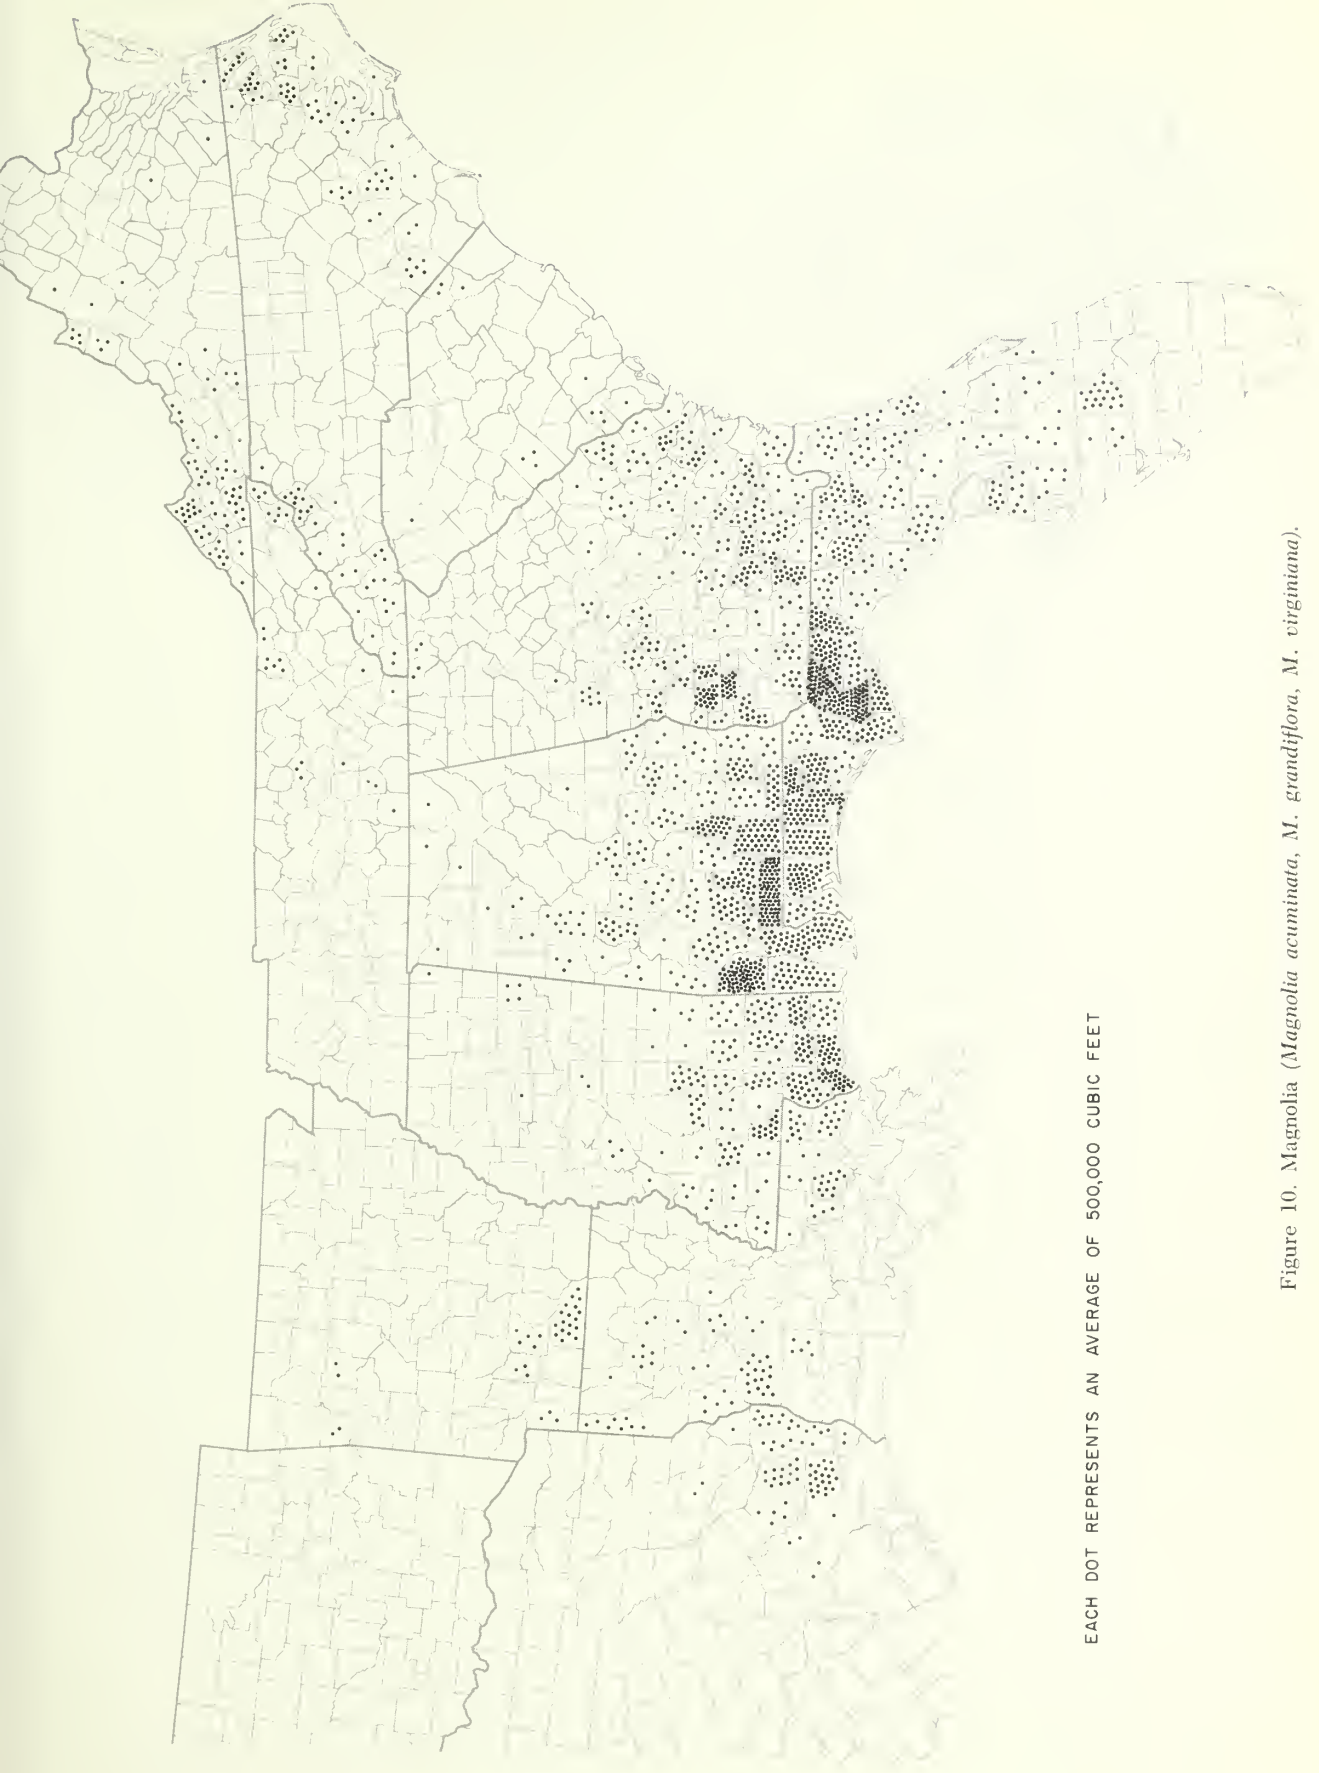 EACH DOT REPRESENTS AN AVERAGE OF 500,000 CUBIC FEET
Figure 10. Magnolia (Magnolia acuminata, M. grandiflora, M. virginiana).